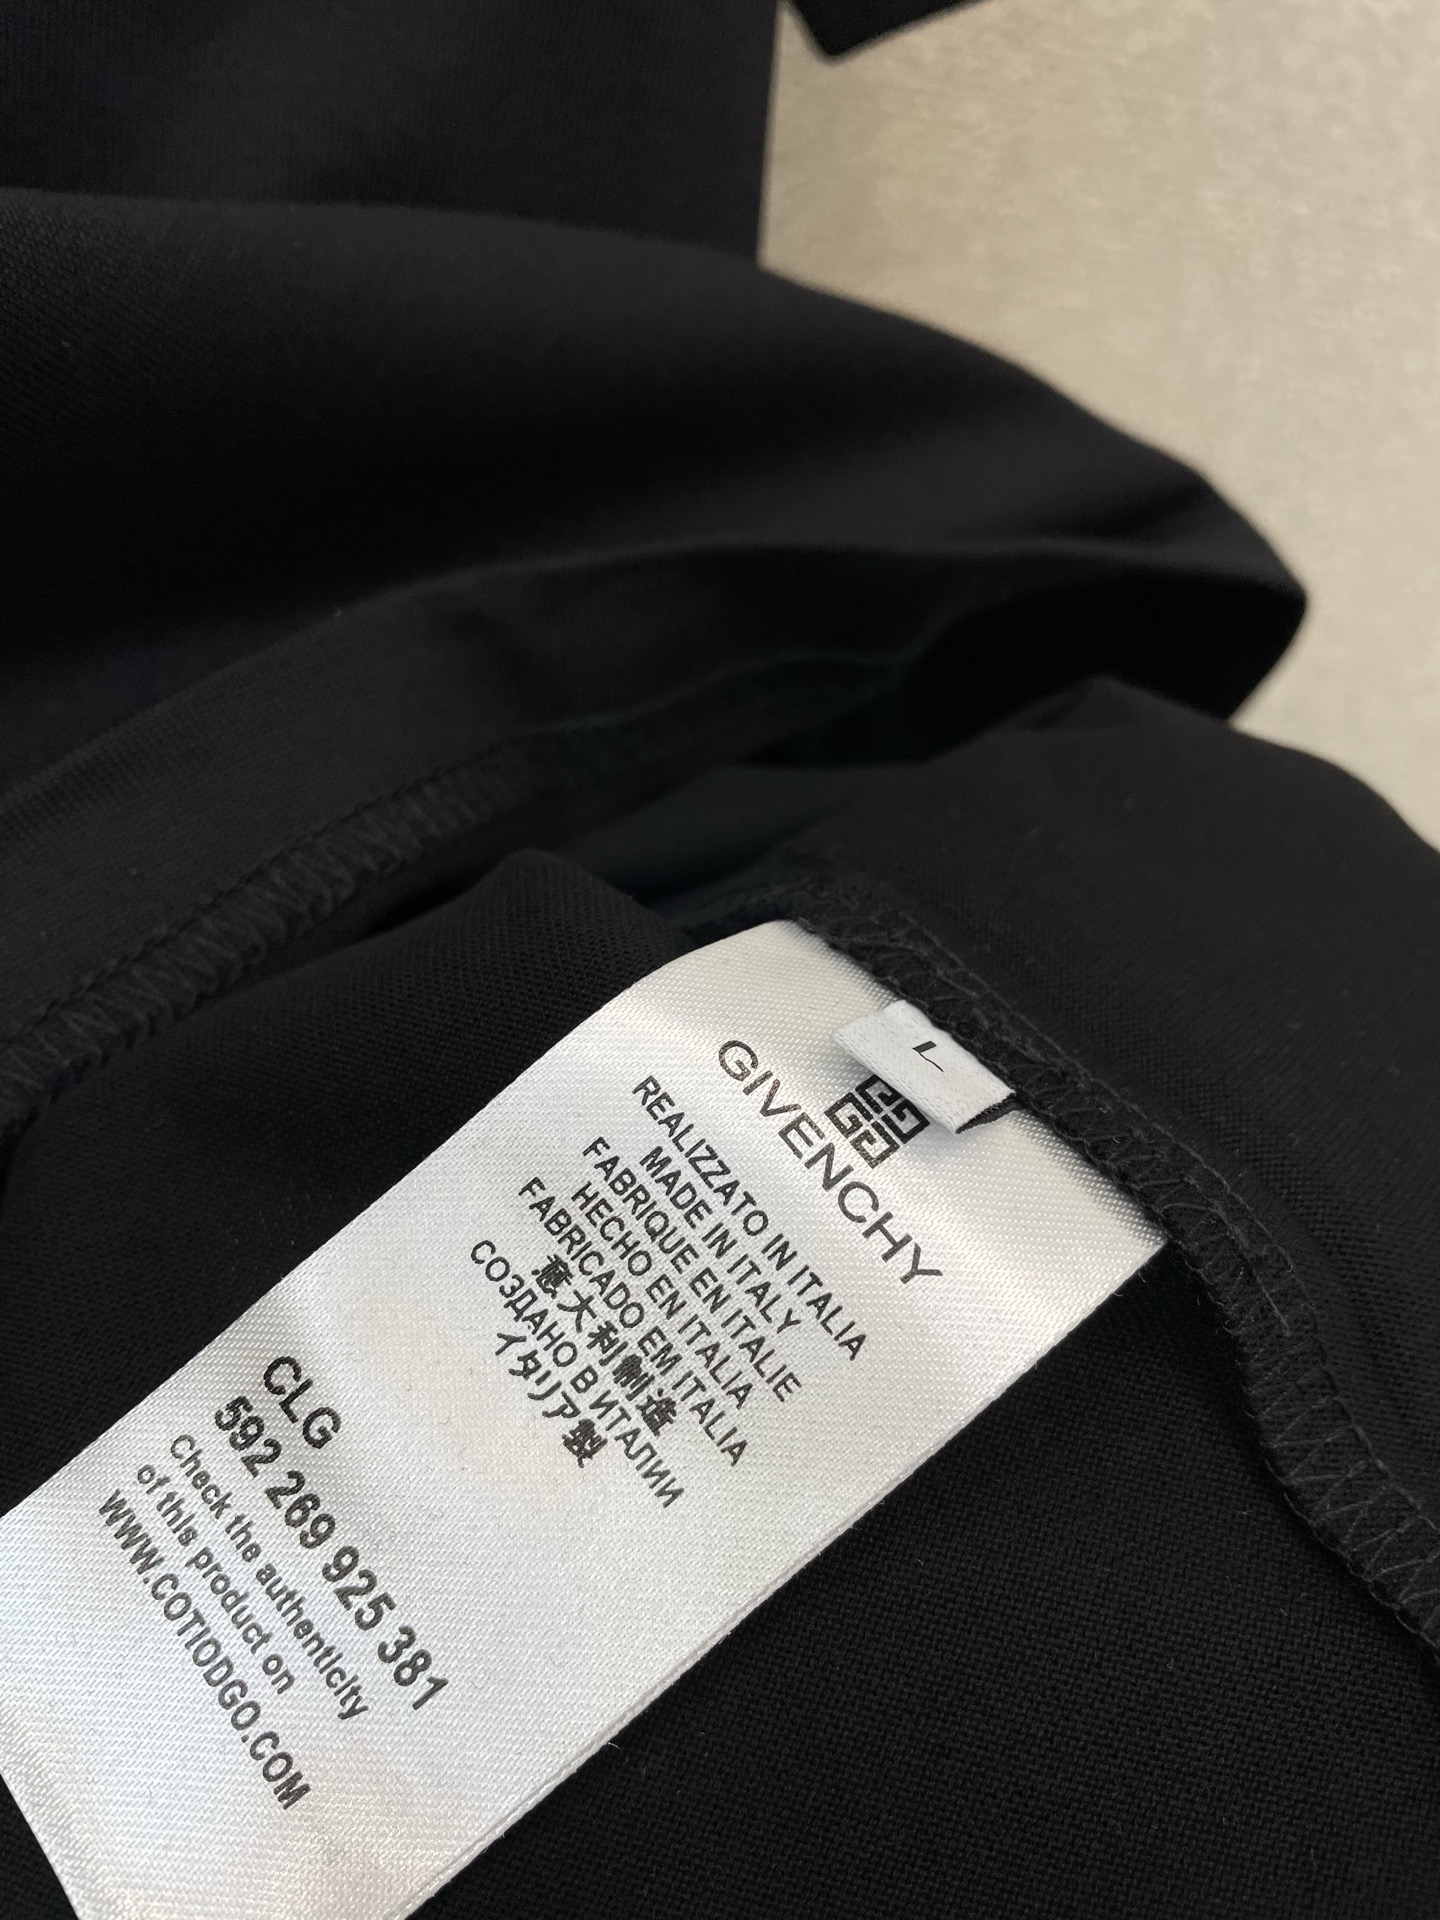 L
GIVENCHY
REALIZZATO IN ITALIA
MADE IN ITALY
FABRIQUE EN ITALIE
HECHO EN ITALIA
FABRICADO EM ITALIA
意大利制造
СОЗДАНО В ИТАЛИИ
イタリア製
CLG
592 269 925 381
Check the authenticity
of this product on
WWW.COTIODGO.COM